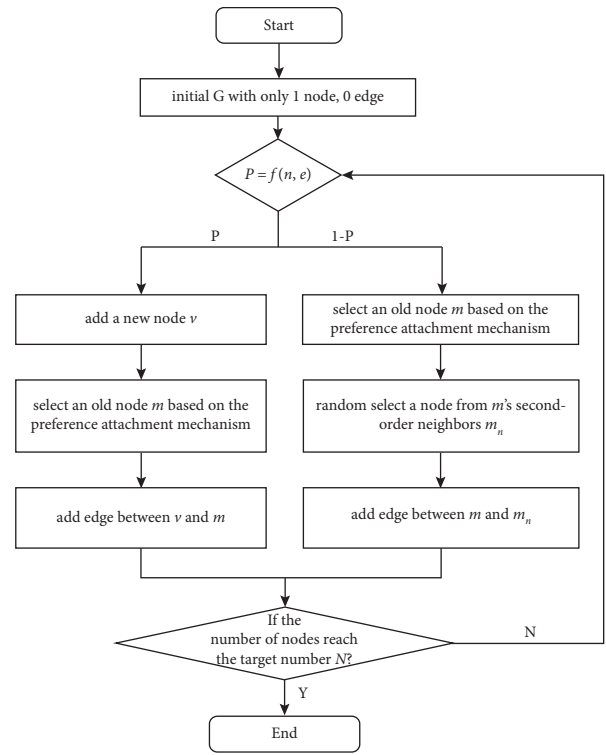 Start
initial G with only 1 node, 0 edge
P = f (n, e)
P
1-P
add a new node v
select an old node m based on the
preference attachment mechanism
select an old node m based on the
preference attachment mechanism
random select a node from m's second-
order neighbors mₙ
add edge between v and m
add edge between m and mₙ
If the
number of nodes reach
the target number N?
N
Y
End